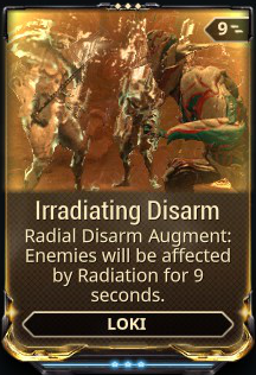 9
Irradiating Disarm
Radial Disarm Augment:
Enemies will be affected
by Radiation for 9
seconds.
LOKI